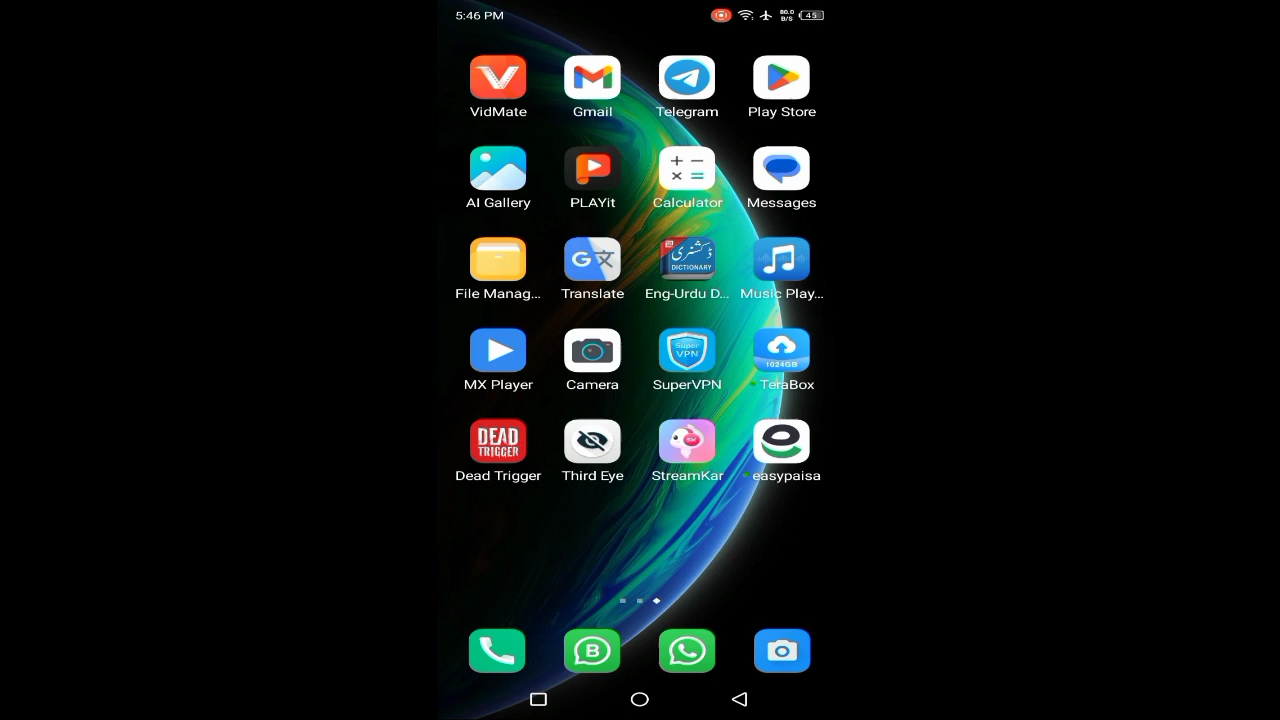 5:46 PM
80.0 B/S
45
VidMate
Gmail
Telegram
Play Store
AI Gallery
PLAYit
Calculator
Messages
ڈکشنری
DICTIONARY
File Manag...
Translate
Eng-Urdu D...
Music Play...
Super
VPN
1024GB
MX Player
Camera
SuperVPN
TeraBox
DEAD
TRIGGER
Dead Trigger
Third Eye
StreamKar
easypaisa
B